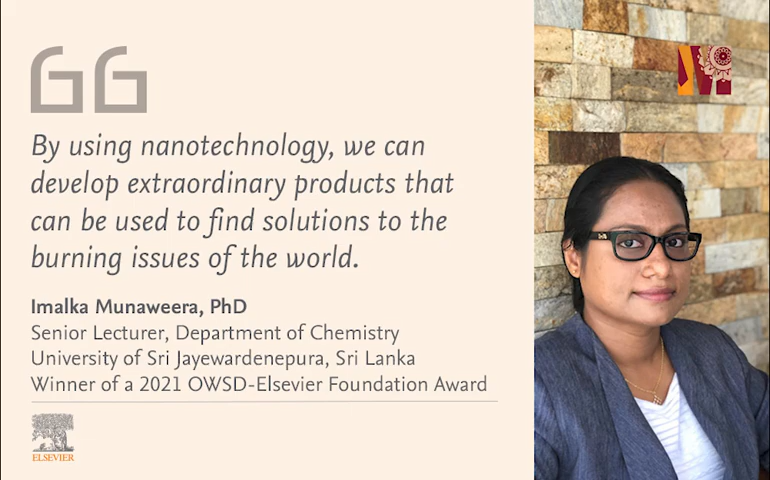 By using nanotechnology, we can
develop extraordinary products that
can be used to find solutions to the
burning issues of the world.
Imalka Munaweera, PhD
Senior Lecturer, Department of Chemistry
University of Sri Jayewardenepura, Sri Lanka
Winner of a 2021 OWSD-Elsevier Foundation Award
ELSEVIER
M